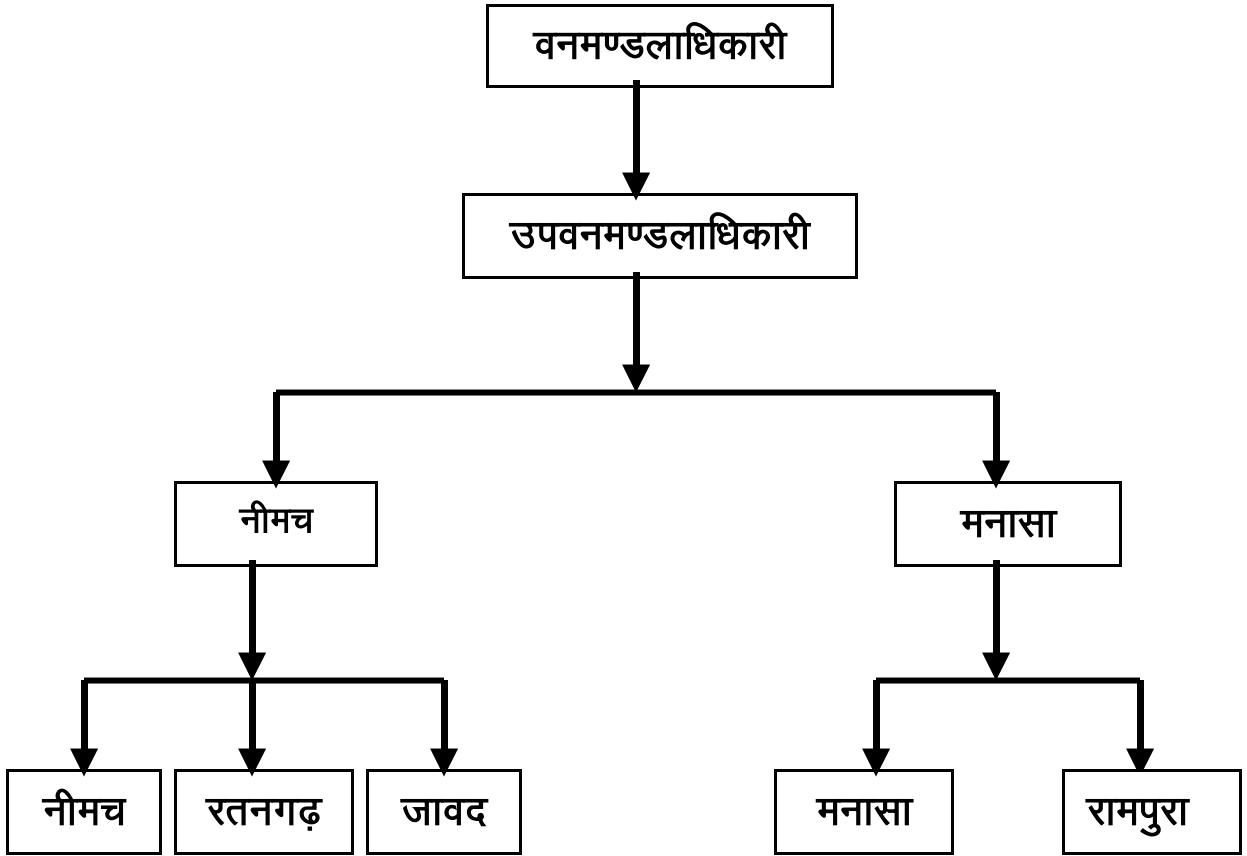 वनमण्डलाधिकारी
उपवनमण्डलाधिकारी
नीमच
मनासा
नीमच
रतनगढ़
जावद
मनासा
रामपुरा